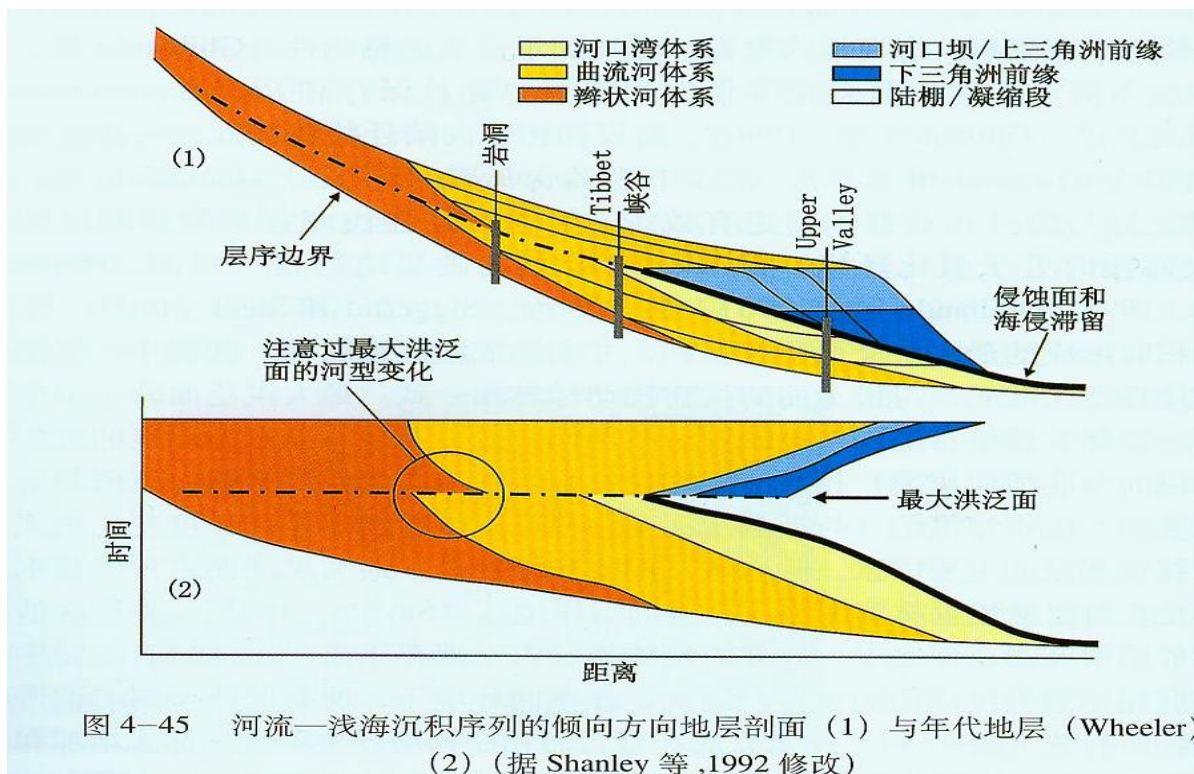 河口湾体系
曲流河体系
辫状河体系
河口坝/上三角洲前缘
下三角洲前缘
陆棚/凝缩段
(1)
岩洞
Tibbet
峡谷
Upper
Valley
层序边界
侵蚀面和
海侵滞留
注意过最大洪泛
面的河型变化
最大洪泛面
时间
(2)
距离
图 4-45 河流—浅海沉积序列的倾向方向地层剖面(1)与年代地层(Wheeler)
(2)(据 Shanley 等,1992 修改)